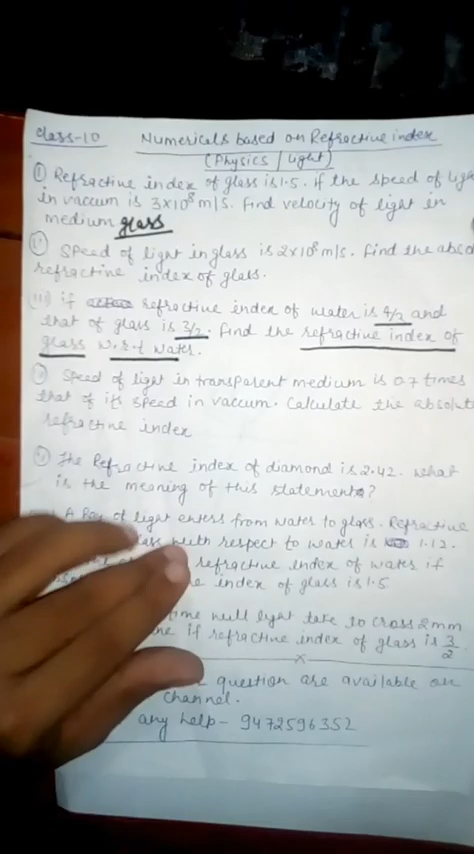 Class-10 Numericals based on Refractive index
(Physics / Light)
(i) Refractive index of glass is 1.5. if the speed of Ligh
in vaccum is 3x10⁸ m/s. Find velocity of light in
medium glass
(ii) Speed of light in glass is 2x10⁸ m/s. Find the abso
refractive index of glass.
(iii) if refractive index of water is 4/2 and
that of glass is 3/2. Find the refractive index of
glass w.r.t water.
Speed of light in transparent medium is 0.7 times
that of its speed in vaccum. Calculate the absolut
refractive index
(v) The Refractive index of diamond is 2.42. what
is the meaning of this statement?
A Ray of light enters from water to glass. Refractive
with respect to water is 1.12.
refractive index of water if
index of glass is 1.5
time will light take to cross 2mm
if refractive index of glass is 3/2
x
question are available on
channel.
any help - 9472596352